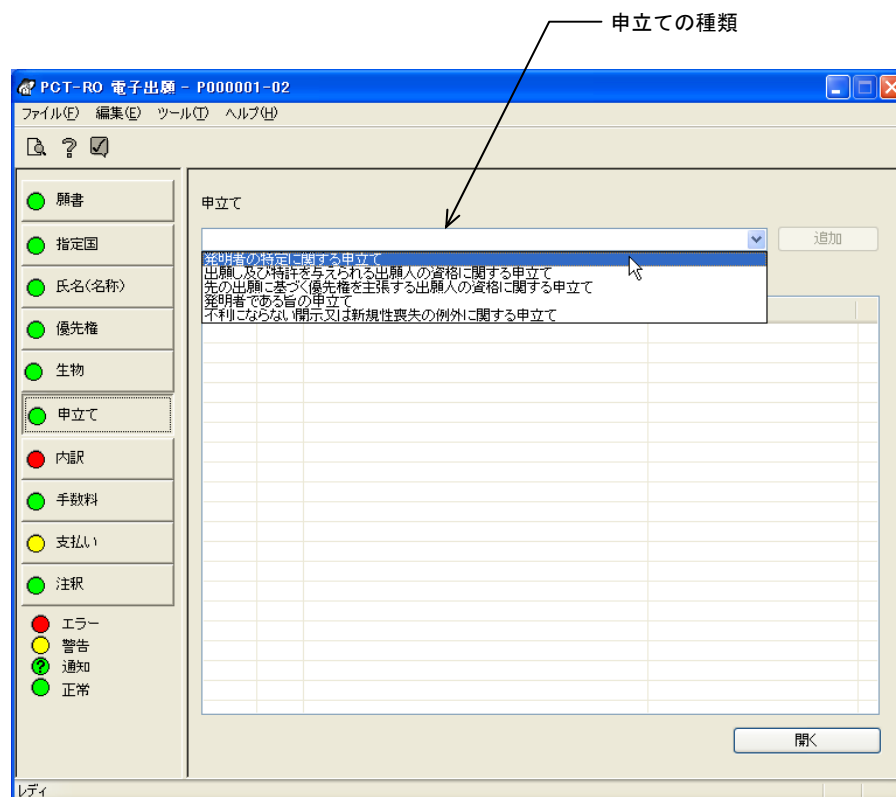 申立ての種類
PCT-RO 電子出願 - P000001-02
ファイル(F) 編集(E) ツール(T) ヘルプ(H)
願書
指定国
氏名(名称)
優先権
生物
申立て
内訳
手数料
支払い
注釈
エラー
警告
通知
正常
申立て
追加
発明者の特定に関する申立て
出願し及び特許を与えられる出願人の資格に関する申立て
先の出願に基づく優先権を主張する出願人の資格に関する申立て
発明者である旨の申立て
不利にならない開示又は新規性喪失の例外に関する申立て
開く
レディ